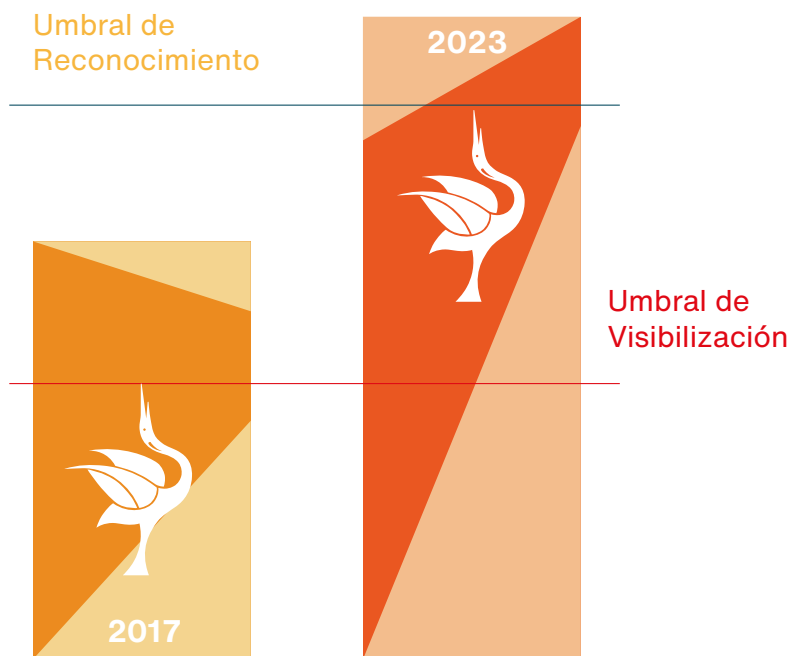 Umbral de
Reconocimiento
2023
Umbral de
Visibilización
2017